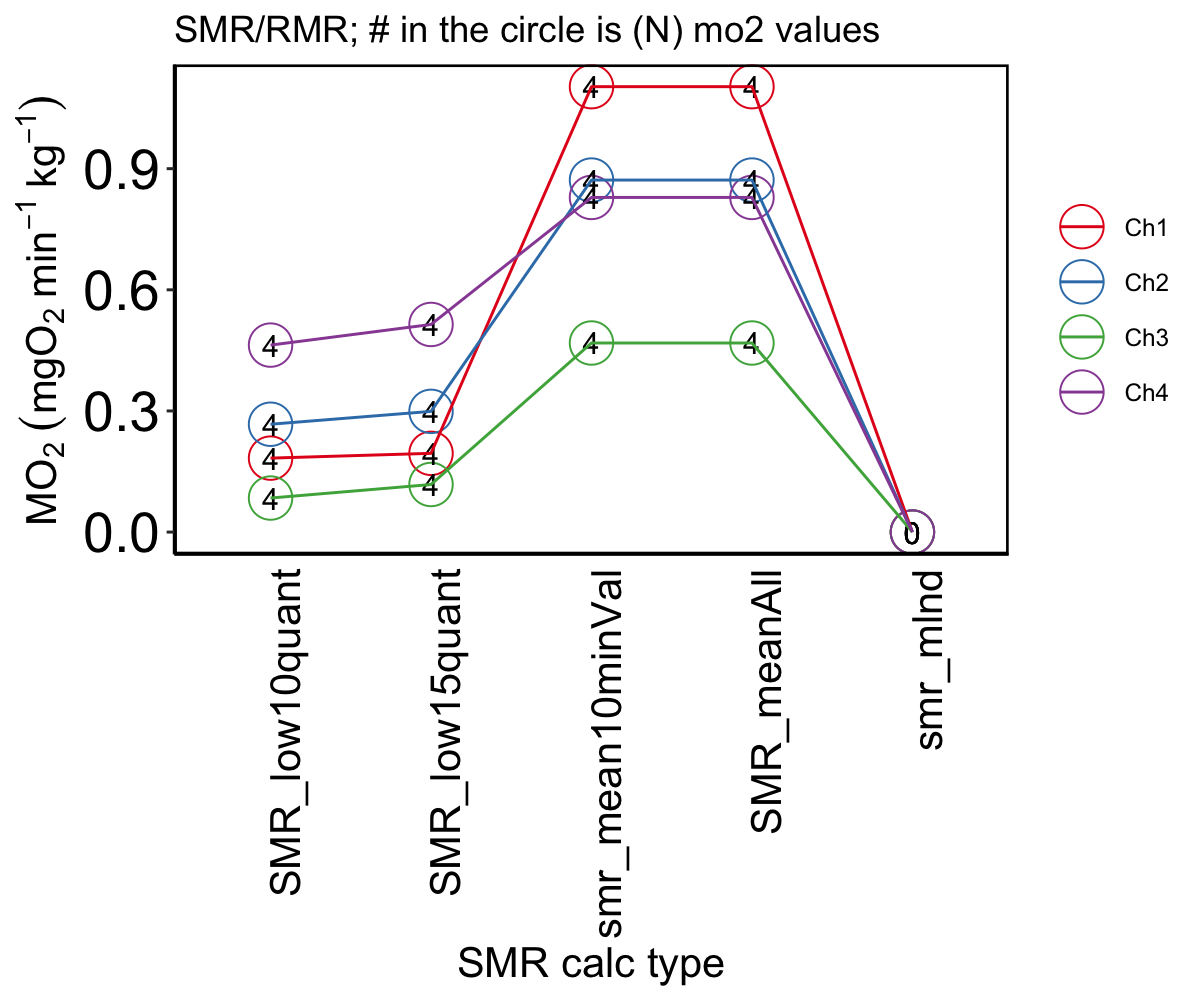 SMR/RMR; # in the circle is (N) mo2 values
MO₂ (mgO₂ min⁻¹ kg⁻¹)
0.9
0.6
0.3
0.0
4 4
4 4
4 4
4 4
4 4
4 4
4 4
4 4
0
SMR_low10quant
SMR_low15quant
smr_mean10minVal
SMR_meanAll
smr_mlnd
SMR calc type
Ch1
Ch2
Ch3
Ch4